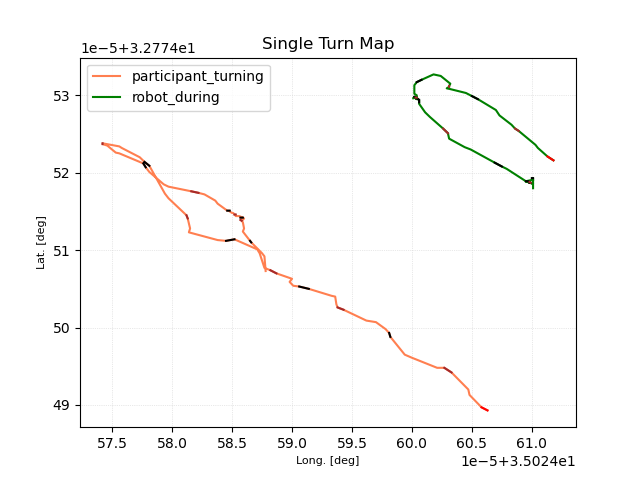 Single Turn Map
1e−5+3.2774e1
participant_turning
robot_during
53
52
51
50
49
Lat. [deg]
57.5 58.0 58.5 59.0 59.5 60.0 60.5 61.0
Long. [deg]
1e−5+3.5024e1